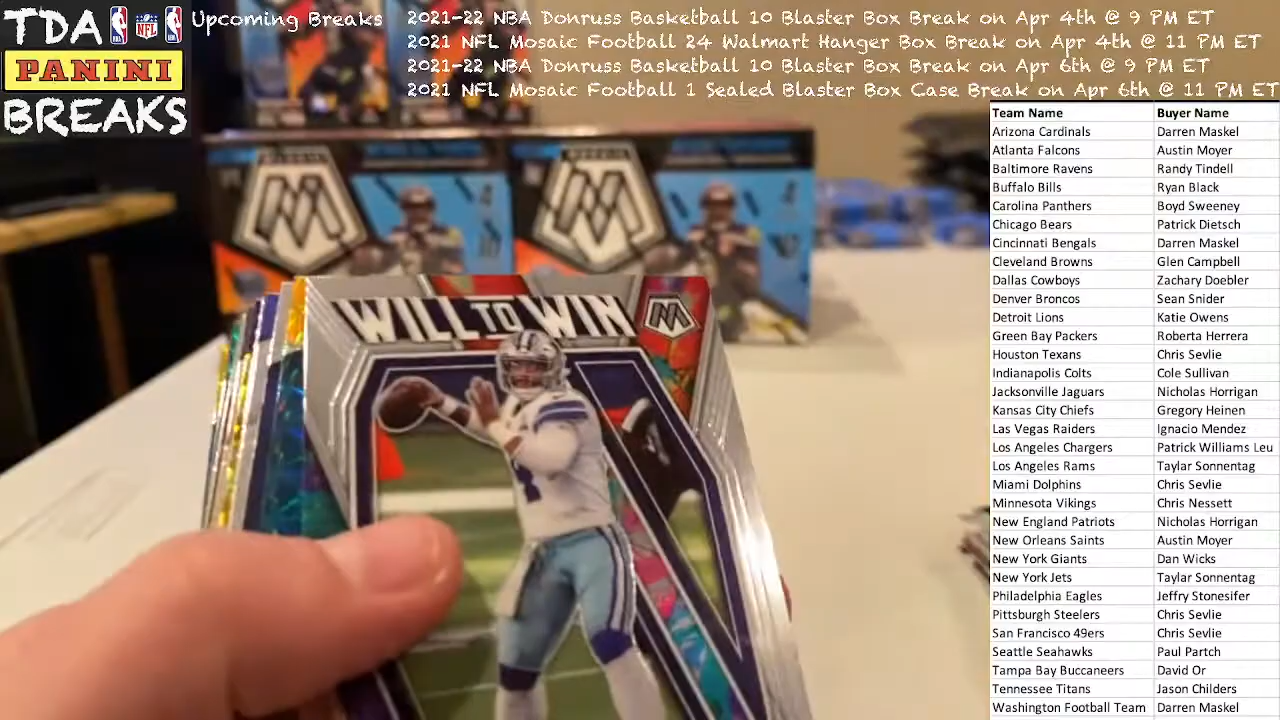 TDA
PANINI
BREAKS
Upcoming Breaks
2021-22 NBA Donruss Basketball 10 Blaster Box Break on Apr 4th @ 9 PM ET
2021 NFL Mosaic Football 24 Walmart Hanger Box Break on Apr 4th @ 11 PM ET
2021-22 NBA Donruss Basketball 10 Blaster Box Break on Apr 6th @ 9 PM ET
2021 NFL Mosaic Football 1 Sealed Blaster Box Case Break on Apr 6th @ 11 PM ET
WILL TO WIN
M
Team Name Buyer Name
Arizona Cardinals Darren Maskel
Atlanta Falcons Austin Moyer
Baltimore Ravens Randy Tindell
Buffalo Bills Ryan Black
Carolina Panthers Boyd Sweeney
Chicago Bears Patrick Dietsch
Cincinnati Bengals Darren Maskel
Cleveland Browns Glen Campbell
Dallas Cowboys Zachary Doebler
Denver Broncos Sean Snider
Detroit Lions Katie Owens
Green Bay Packers Roberta Herrera
Houston Texans Chris Sevlie
Indianapolis Colts Cole Sullivan
Jacksonville Jaguars Nicholas Horrigan
Kansas City Chiefs Gregory Heinen
Las Vegas Raiders Ignacio Mendez
Los Angeles Chargers Patrick Williams Leu
Los Angeles Rams Taylar Sonnentag
Miami Dolphins Chris Sevlie
Minnesota Vikings Chris Nessett
New England Patriots Nicholas Horrigan
New Orleans Saints Austin Moyer
New York Giants Dan Wicks
New York Jets Taylar Sonnentag
Philadelphia Eagles Jeffry Stonesifer
Pittsburgh Steelers Chris Sevlie
San Francisco 49ers Chris Sevlie
Seattle Seahawks Paul Partch
Tampa Bay Buccaneers David Or
Tennessee Titans Jason Childers
Washington Football Team Darren Maskel